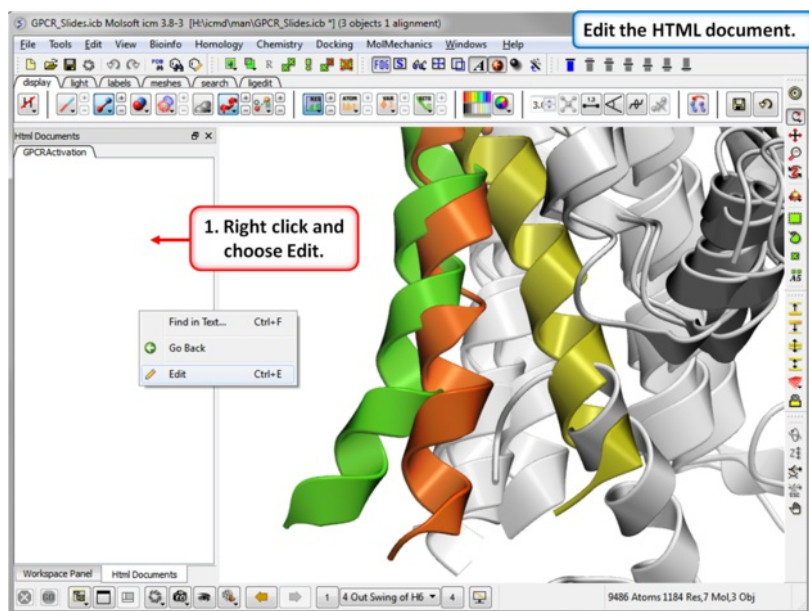 GPCR_Slides.icb Molsoft icm 3.8-3 [H:\icmd\man\GPCR_Slides.icb *] (3 objects 1 alignment)
Edit the HTML document.
File Tools Edit View Bioinfo Homology Chemistry Docking MolMechanics Windows Help
display light labels meshes search ligedit
Html Documents
GPCRActivation
1. Right click and
choose Edit.
Find in Text... Ctrl+F
Go Back
Edit Ctrl+E
Workspace Panel Html Documents
1 4 Out Swing of H6 4 9486 Atoms 1184 Res,7 Mol,3 Obj